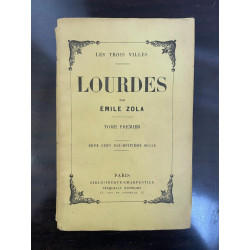 LES TROIS VILLES
LOURDES
PAR
ÉMILE ZOLA
TOME PREMIER
PARIS
BIBLIOTHÈQUE-CHARPENTIER